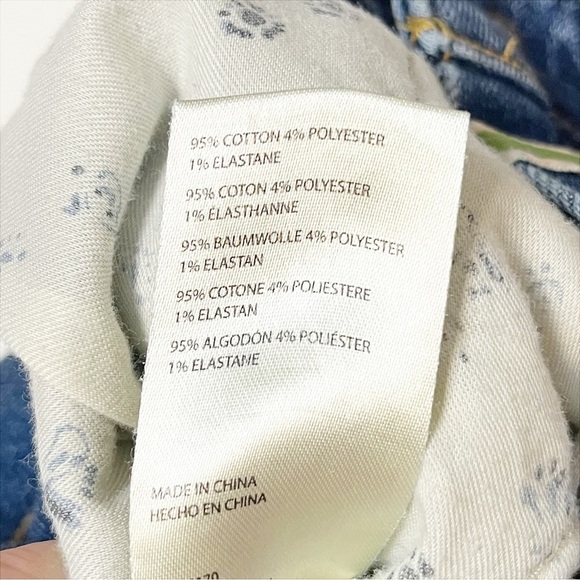 95% COTTON 4% POLYESTER
1% ELASTANE
95% COTON 4% POLYESTER
1% ÉLASTHANNE
95% BAUMWOLLE 4% POLYESTER
1% ELASTAN
95% COTONE 4% POLIESTERE
1% ELASTAN
95% ALGODÓN 4% POLIÉSTER
1% ELASTANE
MADE IN CHINA
HECHO EN CHINA